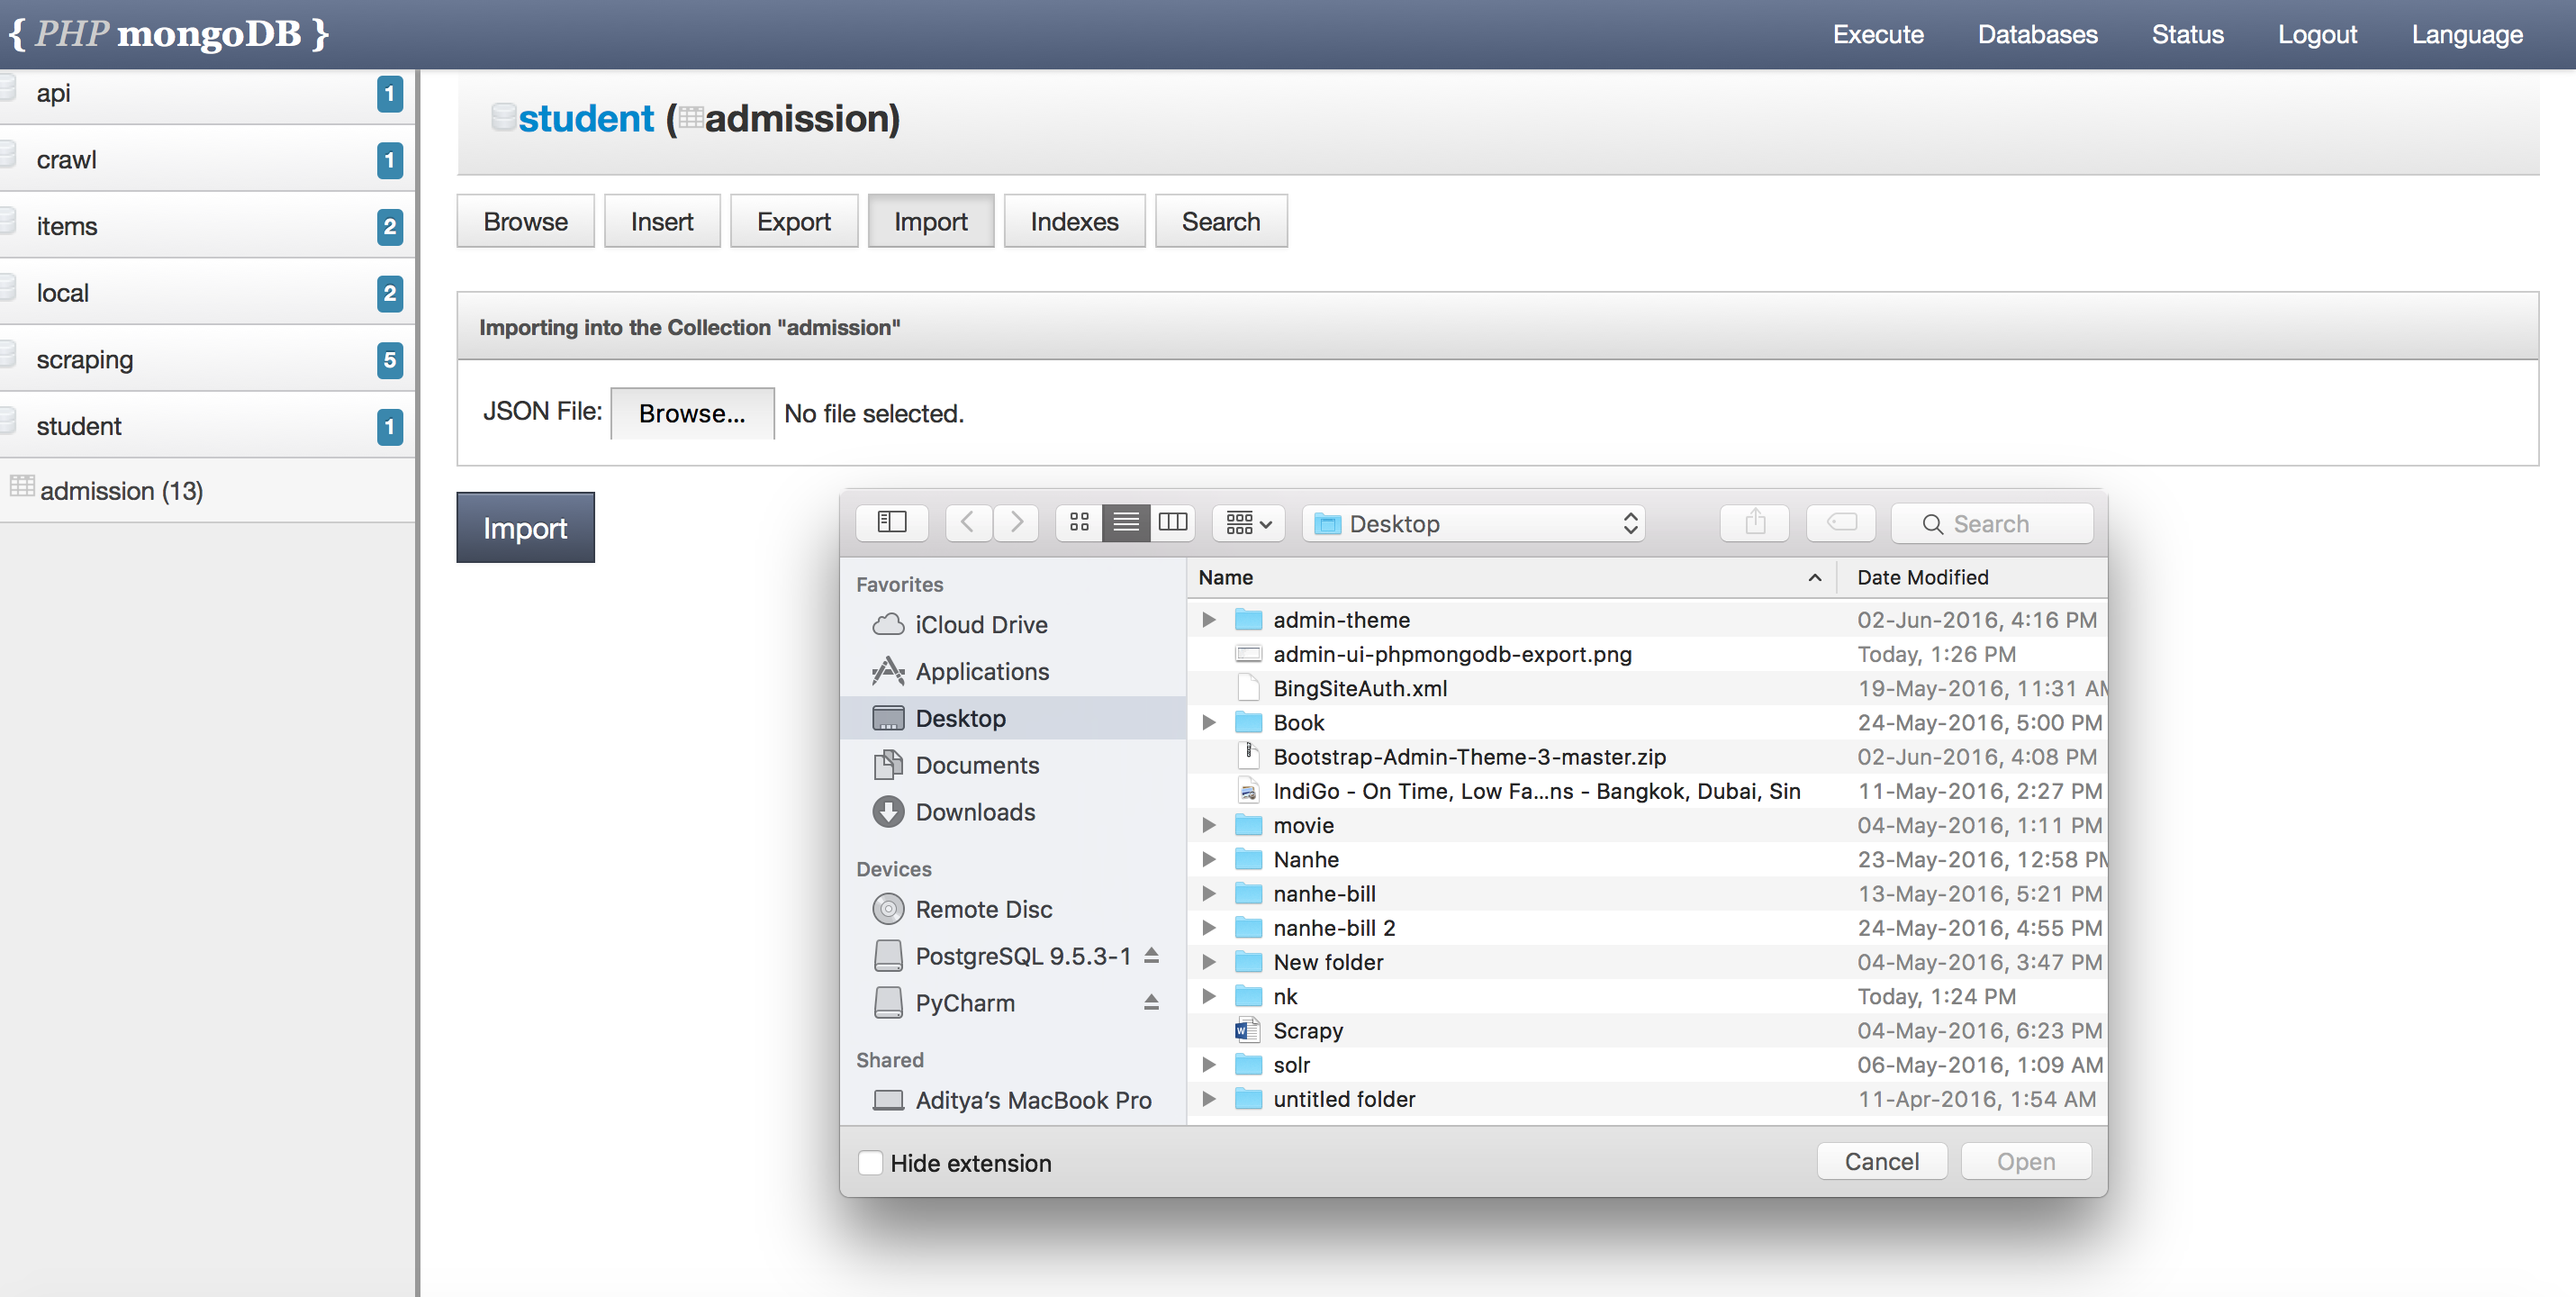 { PHP mongoDB }
Execute Databases Status Logout Language
api 1
crawl 1
items 2
local 2
scraping 5
student 1
admission (13)
student (admission)
Browse Insert Export Import Indexes Search
Importing into the Collection "admission"
JSON File: Browse... No file selected.
Import
Desktop Search
Favorites
iCloud Drive
Applications
Desktop
Documents
Downloads
Devices
Remote Disc
PostgreSQL 9.5.3-1
PyCharm
Shared
Aditya’s MacBook Pro
Name Date Modified
admin-theme 02-Jun-2016, 4:16 PM
admin-ui-phpmongodb-export.png Today, 1:26 PM
BingSiteAuth.xml 19-May-2016, 11:31 AM
Book 24-May-2016, 5:00 PM
Bootstrap-Admin-Theme-3-master.zip 02-Jun-2016, 4:08 PM
IndiGo - On Time, Low Fa...ns - Bangkok, Dubai, Sin 11-May-2016, 2:27 PM
movie 04-May-2016, 1:11 PM
Nanhe 23-May-2016, 12:58 PM
nanhe-bill 13-May-2016, 5:21 PM
nanhe-bill 2 24-May-2016, 4:55 PM
New folder 04-May-2016, 3:47 PM
nk Today, 1:24 PM
Scrapy 04-May-2016, 6:23 PM
solr 06-May-2016, 1:09 AM
untitled folder 11-Apr-2016, 1:54 AM
Hide extension Cancel Open